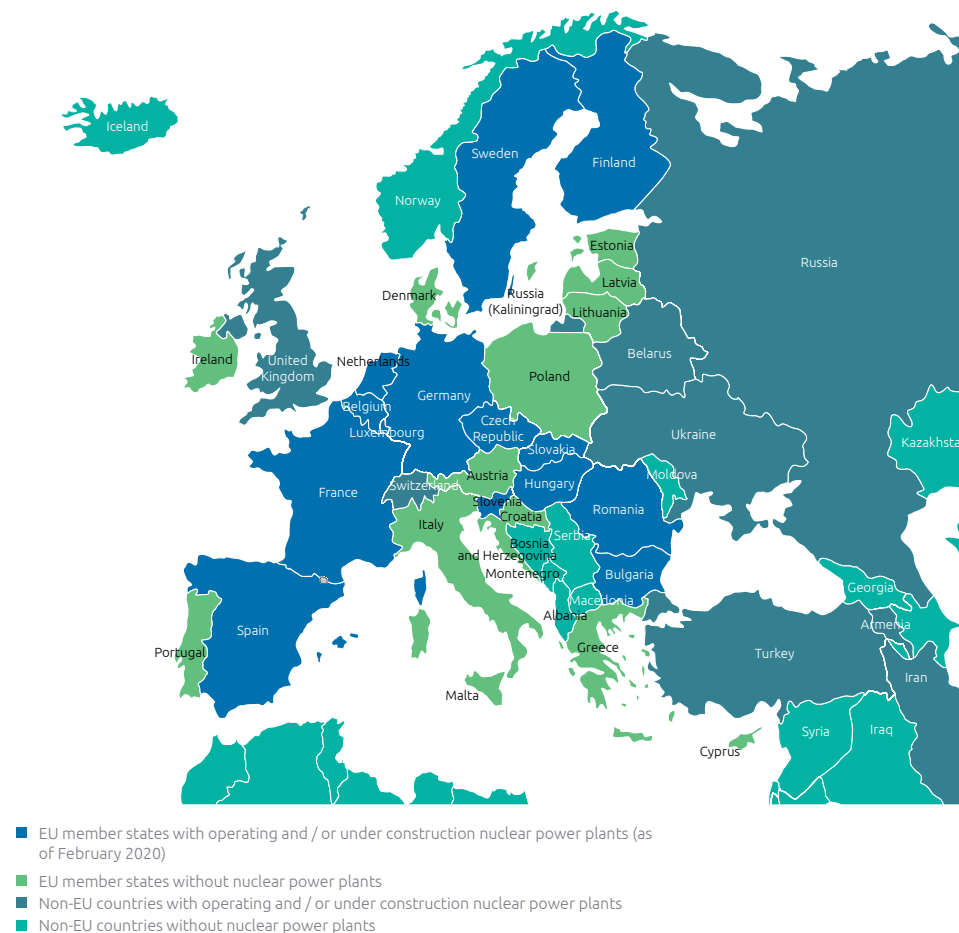 Iceland
Sweden
Finland
Norway
Estonia
Russia
Latvia
Denmark
Russia
(Kaliningrad)
Lithuania
Belarus
Ireland
United
Kingdom
Netherlands
Poland
Germany
Belgium
Czech
Republic
Luxembourg
Ukraine
Kazakhsta
Slovakia
Austria
Moldova
Switzerland
Hungary
France
Slovenia
Romania
Croatia
Italy
Serbia
Bosnia
and Herzegovina
Montenegro
Bulgaria
Georgia
Macedonia
Albania
Armenia
Spain
Greece
Portugal
Turkey
Iran
Malta
Syria
Iraq
Cyprus
EU member states with operating and / or under construction nuclear power plants (as
of February 2020)
EU member states without nuclear power plants
Non-EU countries with operating and / or under construction nuclear power plants
Non-EU countries without nuclear power plants